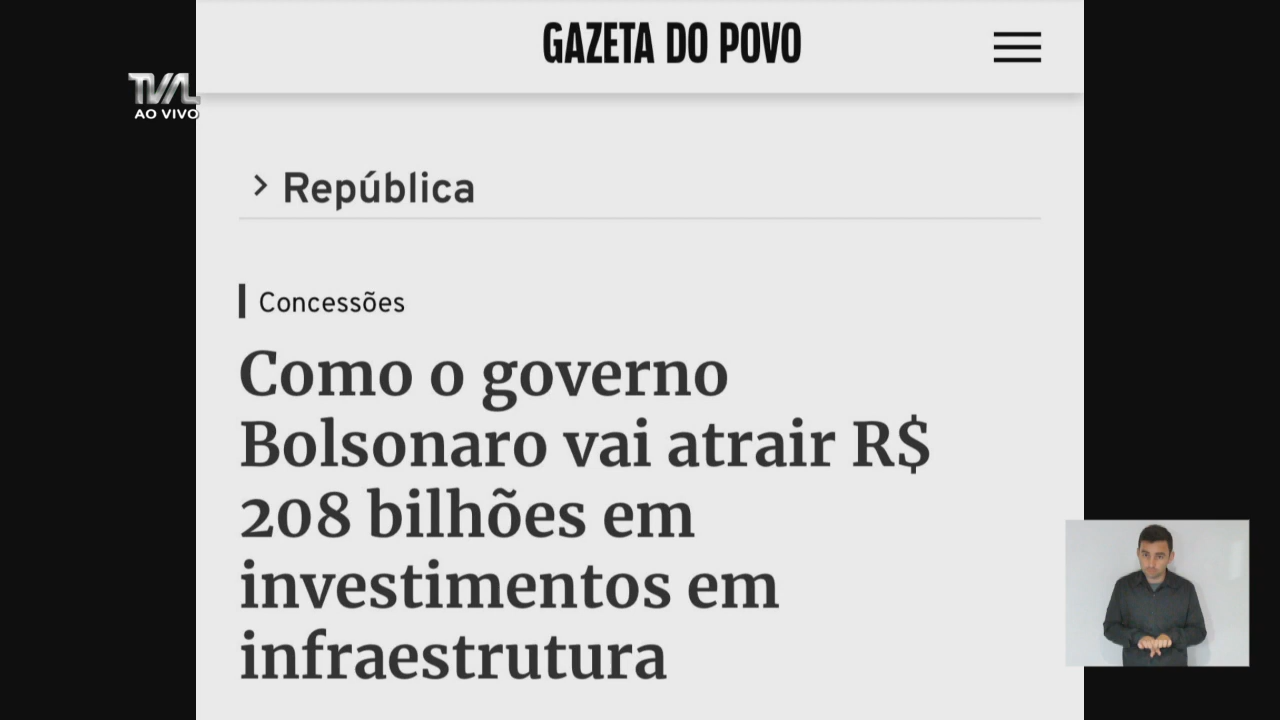 GAZETA DO POVO
TVAL
AO VIVO
República
Concessões
Como o governo
Bolsonaro vai atrair R$
208 bilhões em
investimentos em
infraestrutura